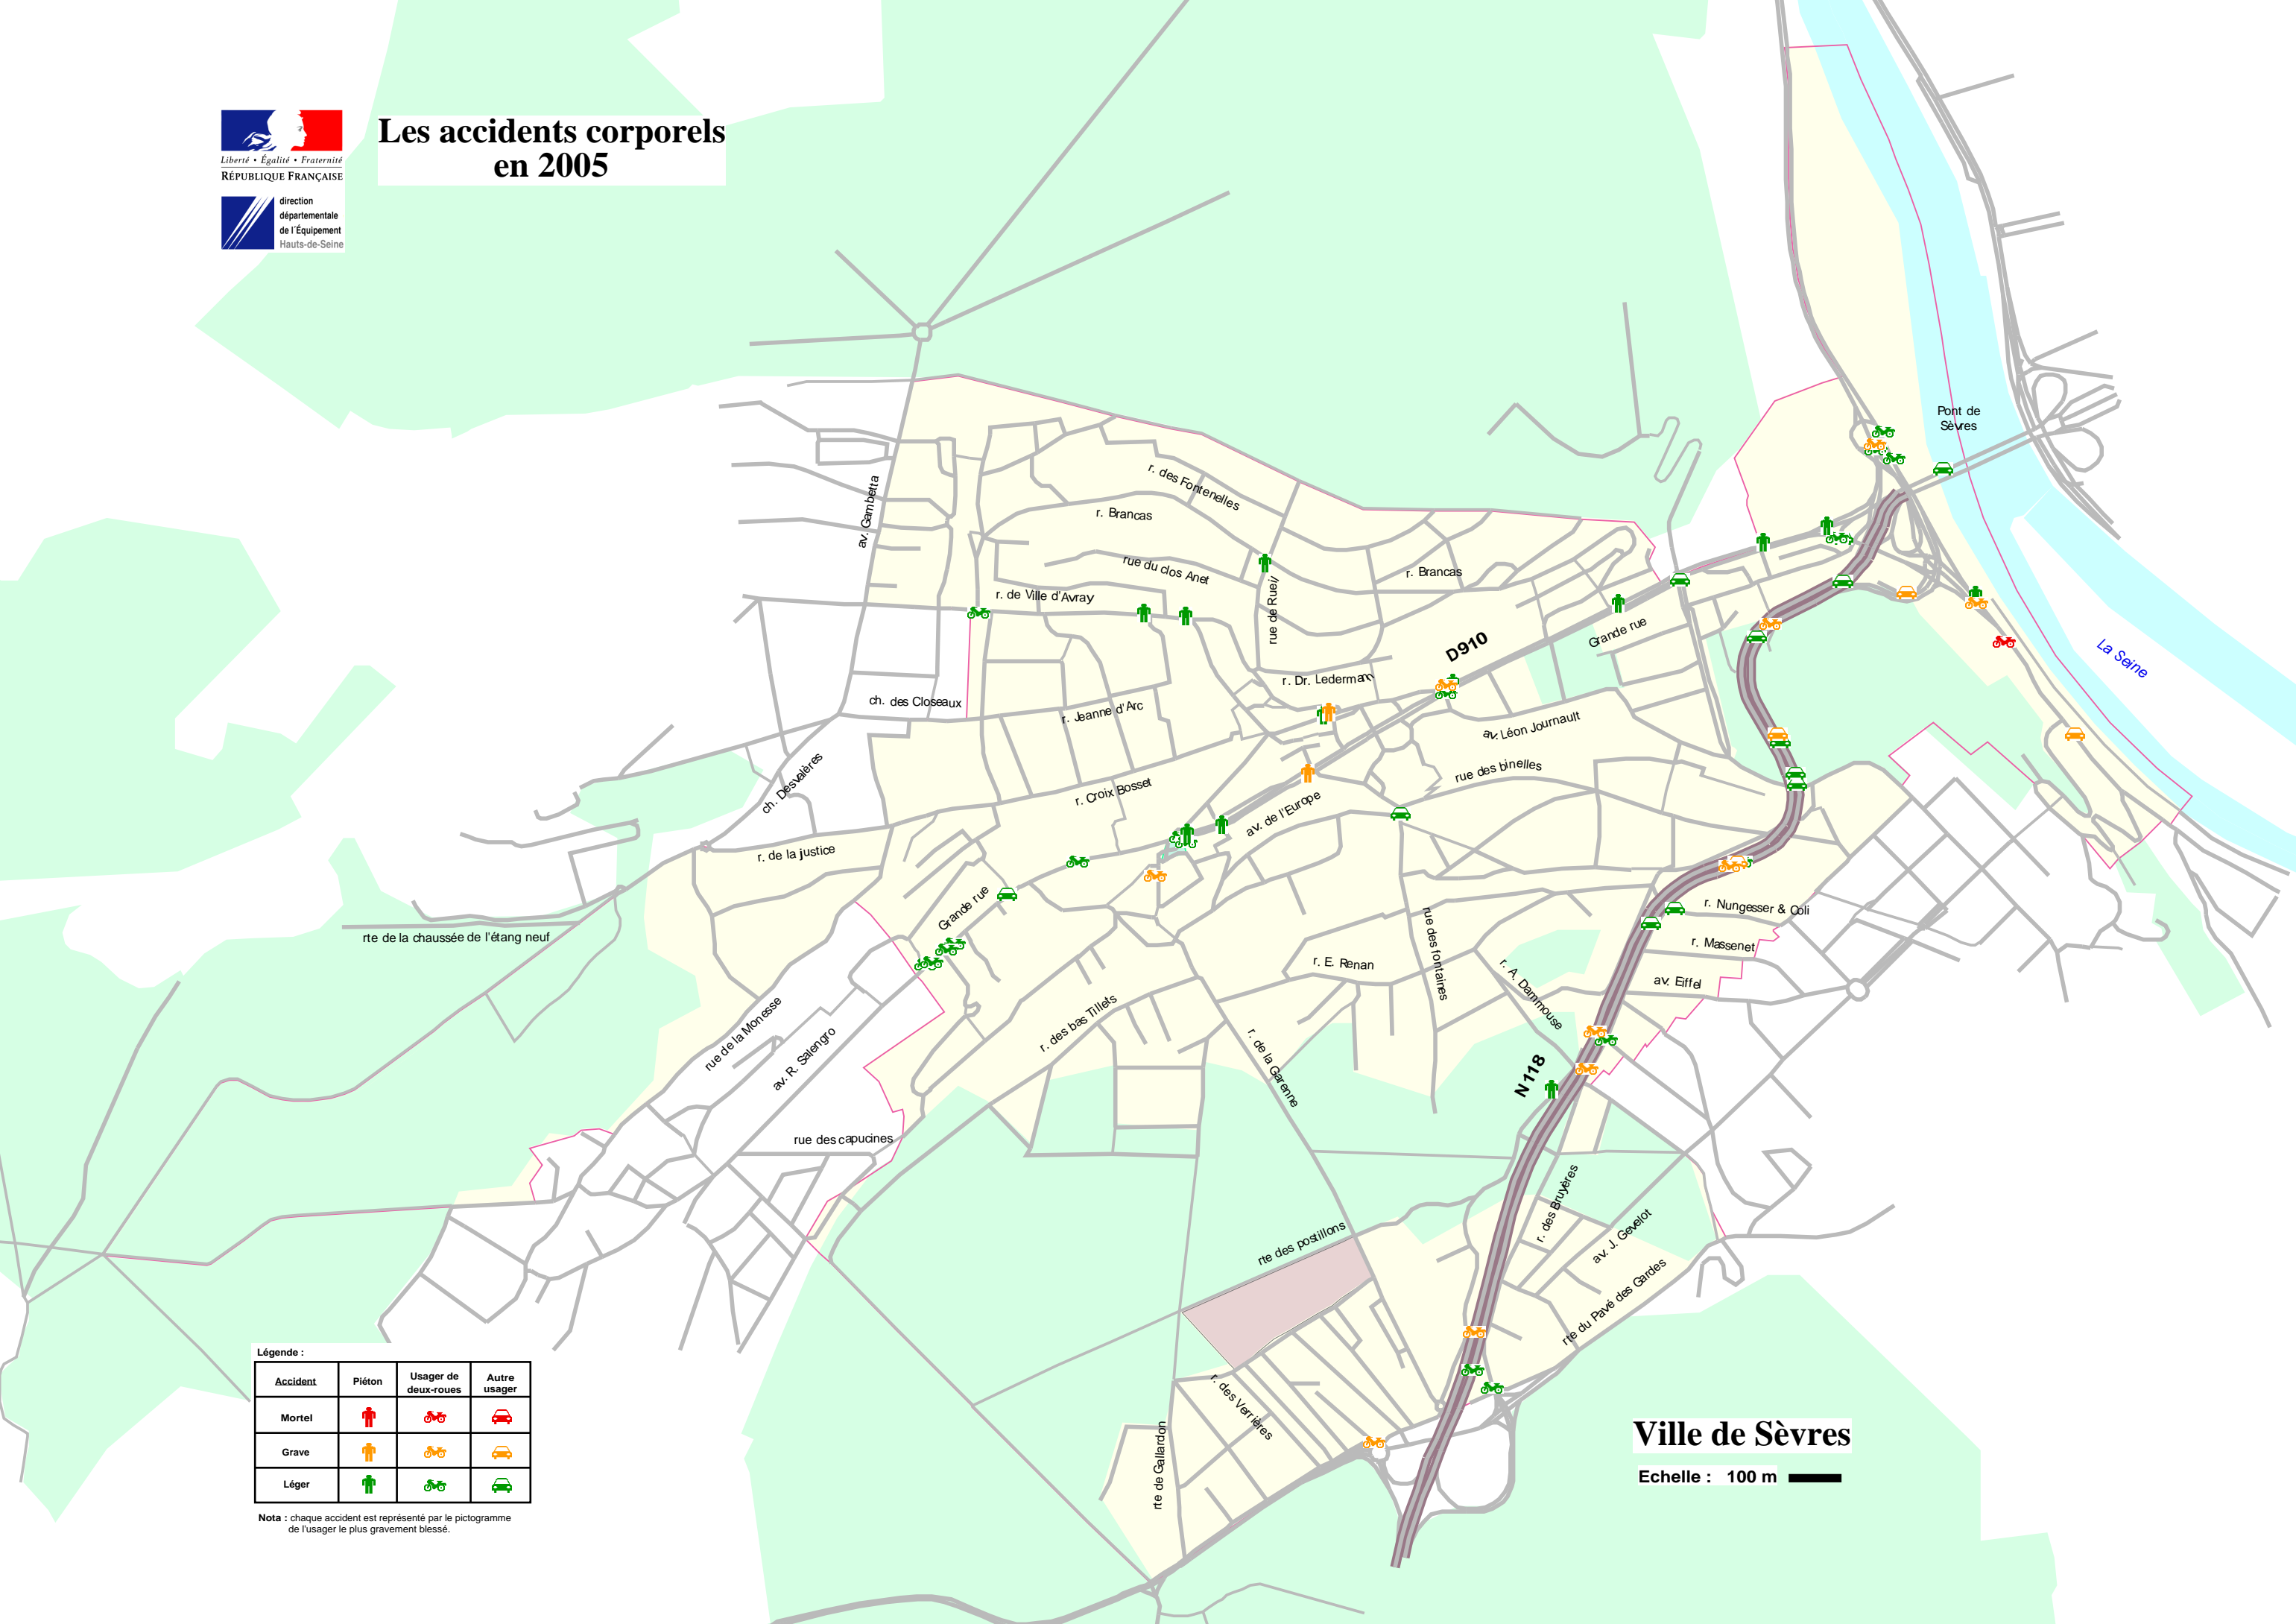 Les accidents corporels
en 2005
Liberté • Égalité • Fraternité
RÉPUBLIQUE FRANÇAISE
direction
départementale
de l'Équipement
Hauts-de-Seine
Pont de
Sèvres
La Seine
av. Gambetta
r. des Fontenelles
r. Brancas
rue du clos Anet
r. Brancas
r. de Ville d'Avray
rue de Rueil
Grande rue
D910
r. Dr. Ledermann
ch. des Closeaux
r. Jeanne d'Arc
av. Léon Journault
rue des binelles
ch. Desvalères
r. Croix Bosset
av. de l'Europe
r. de la justice
Grande rue
rte de la chaussée de l'étang neuf
r. Nungesser & Coli
r. Massenet
rue des fontaines
r. E. Renan
r. A. Dammouse
av. Eiffel
rue de la Monesse
av. R. Salengro
r. des bas Tillets
r. de la Garenne
N118
rue des capucines
r. des Bruyères
av. J. Gevelot
rte des postillons
rte du Pavé des Gardes
r. des Verrières
rte de Gallardon
Légende :
Accident Piéton Usager de deux-roues Autre usager
Mortel
Grave
Léger
Nota : chaque accident est représenté par le pictogramme
de l'usager le plus gravement blessé.
Ville de Sèvres
Echelle : 100 m